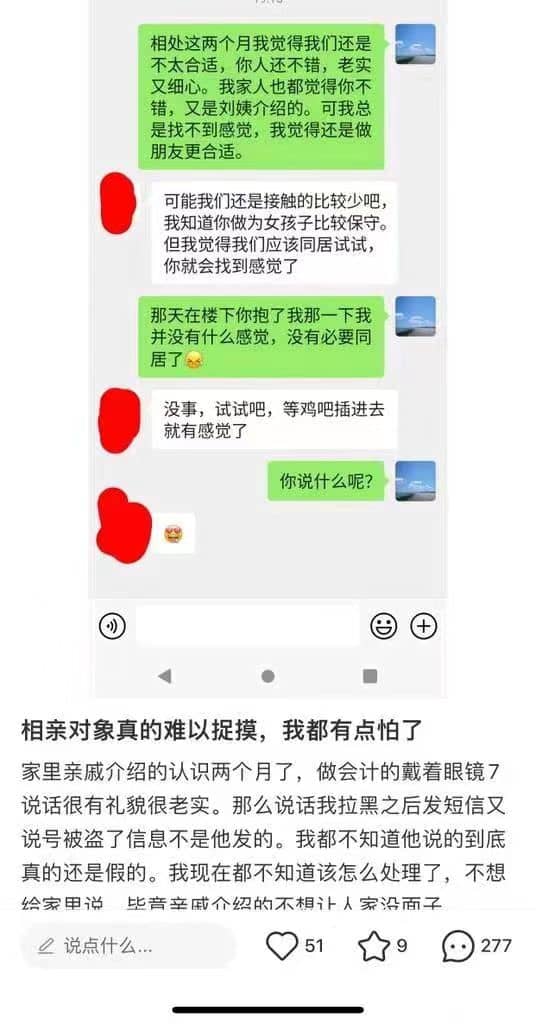 相处这两个月我觉得我们还是
不太合适，你人还不错，老实
又细心。我家人也都觉得你不
错，又是刘姨介绍的。可我总
是找不到感觉，我觉得还是做
朋友更合适。
可能我们还是接触的比较少吧，
我知道你做为女孩子比较保守。
但我觉得我们应该同居试试，
你就会找到感觉了
那天在楼下你抱了我那一下我
并没有什么感觉，没有必要同
居了
没事，试试吧，等鸡吧插进去
就有感觉了
你说什么呢？
相亲对象真的难以捉摸，我都有点怕了
家里亲戚介绍的认识两个月了，做会计的戴着眼镜7
说话很有礼貌很老实。那么说话我拉黑之后发短信又
说号被盗了信息不是他发的。我都不知道他说的到底
真的还是假的。我现在都不知道该怎么处理了，不想
给家里说，毕竟亲戚介绍的不想让人家没面子
说点什么...
51
9
277